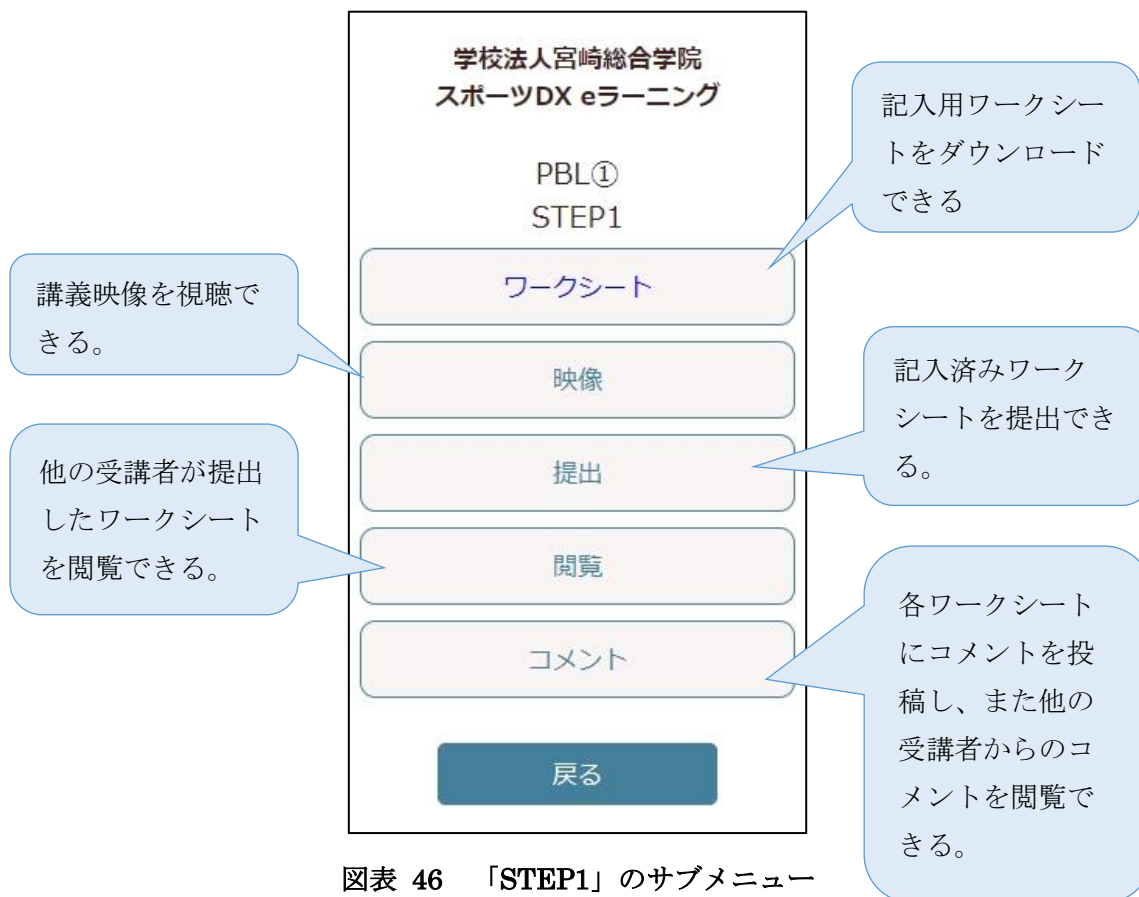 学校法人宮崎総合学院
スポーツDX eラーニング
PBL①
STEP1
ワークシート
映像
提出
閲覧
コメント
戻る
記入用ワークシー
トをダウンロード
できる
講義映像を視聴で
きる。
記入済みワーク
シートを提出でき
る。
他の受講者が提出
したワークシート
を閲覧できる。
各ワークシート
にコメントを投
稿し、また他の
受講者からのコ
メントを閲覧で
きる。
図表 46 「STEP1」のサブメニュー